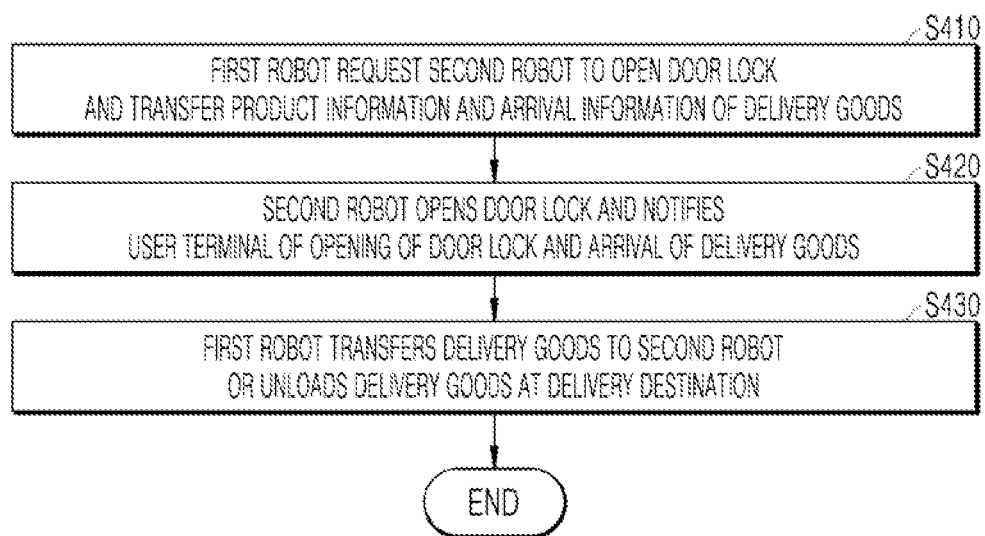 S410
FIRST ROBOT REQUEST SECOND ROBOT TO OPEN DOOR LOCK
AND TRANSFER PRODUCT INFORMATION AND ARRIVAL INFORMATION OF DELIVERY GOODS
S420
SECOND ROBOT OPENS DOOR LOCK AND NOTIFIES
USER TERMINAL OF OPENING OF DOOR LOCK AND ARRIVAL OF DELIVERY GOODS
S430
FIRST ROBOT TRANSFERS DELIVERY GOODS TO SECOND ROBOT
OR UNLOADS DELIVERY GOODS AT DELIVERY DESTINATION
END